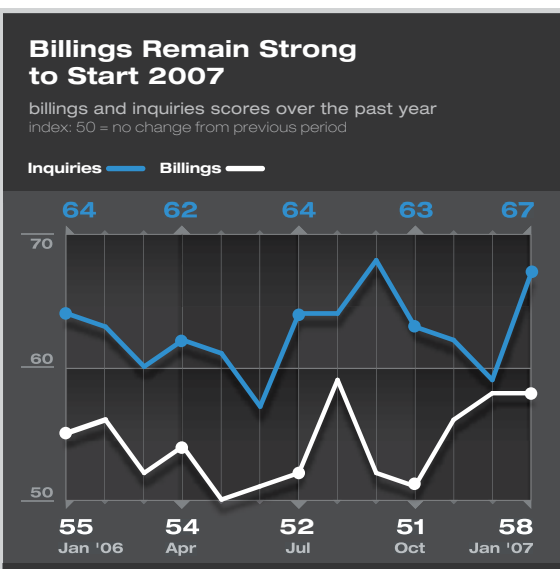 Billings Remain Strong
to Start 2007
billings and inquiries scores over the past year
index: 50 = no change from previous period
Inquiries Billings
64 62 64 63 67
70
60
50
55 54 52 51 58
Jan '06 Apr Jul Oct Jan '07